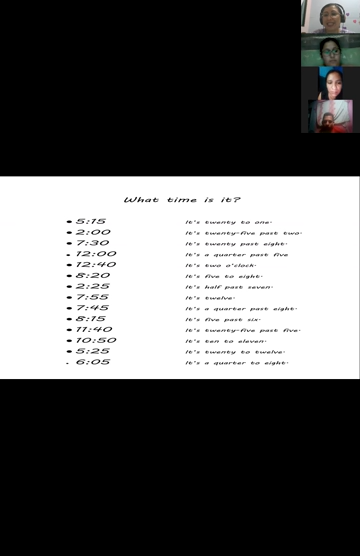 What time is it?
• 5:15 It's twenty to one.
• 2:00 It's twenty-five past two.
• 7:30 It's twenty past eight.
• 12:00 It's a quarter past five
• 12:40 It's two o'clock.
• 8:20 It's five to eight.
• 2:25 It's half past seven.
• 7:55 It's twelve.
• 7:45 It's a quarter past eight.
• 8:15 It's five past six.
• 11:40 It's twenty-five past five.
• 10:50 It's ten to eleven.
• 5:25 It's twenty to twelve.
• 6:05 It's a quarter to eight.